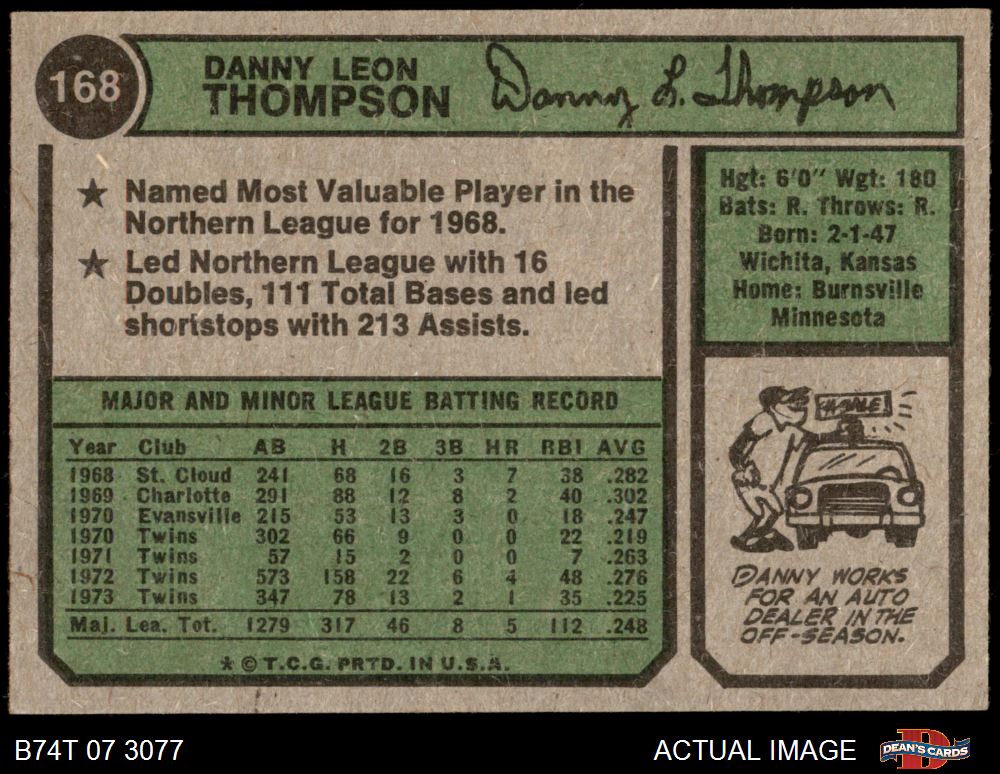 168
DANNY LEON
THOMPSON
Danny L. Thompson
★ Named Most Valuable Player in the
Northern League for 1968.
★ Led Northern League with 16
Doubles, 111 Total Bases and led
shortstops with 213 Assists.
Hgt: 6'0" Wgt: 180
Bats: R. Throws: R.
Born: 2-1-47
Wichita, Kansas
Home: Burnsville
Minnesota
MAJOR AND MINOR LEAGUE BATTING RECORD
Year Club AB H 2B 3B HR RBI AVG
1968 St. Cloud 241 68 16 3 7 38 .282
1969 Charlotte 291 88 12 8 2 40 .302
1970 Evansville 215 53 13 3 0 18 .247
1970 Twins 302 66 9 0 0 22 .219
1971 Twins 57 15 2 0 0 7 .263
1972 Twins 573 158 22 6 4 48 .276
1973 Twins 347 78 13 2 1 35 .225
Maj. Lea. Tot. 1279 317 46 8 5 112 .248
★ © T.C.G. PRTD. IN U.S.A.
DANNY WORKS
FOR AN AUTO
DEALER IN THE
OFF-SEASON.
B74T 07 3077
ACTUAL IMAGE
DEAN'S CARDS